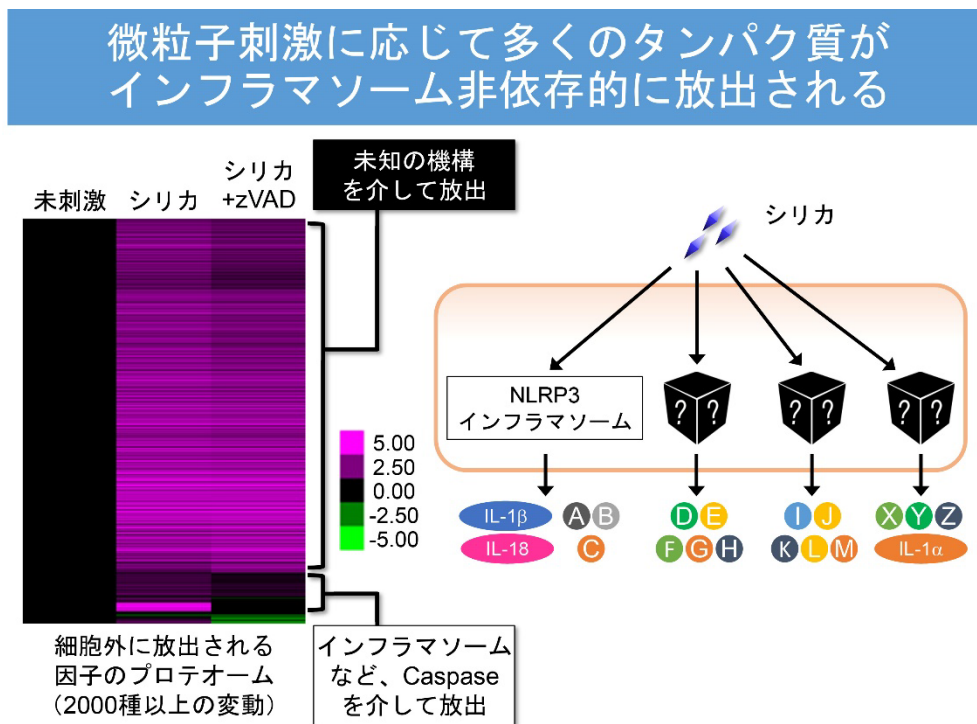 微粒子刺激に応じて多くのタンパク質が
インフラマソーム非依存的に放出される
未刺激
シリカ
シリカ
+zVAD
未知の機構
を介して放出
5.00
2.50
0.00
-2.50
-5.00
細胞外に放出される
因子のプロテオーム
(2000種以上の変動)
インフラマソーム
など、Caspase
を介して放出
シリカ
NLRP3
インフラマソーム
? ?
? ?
? ?
IL-1β A B
IL-18 C
D E
F G H
I J
K L M
X Y Z
IL-1α